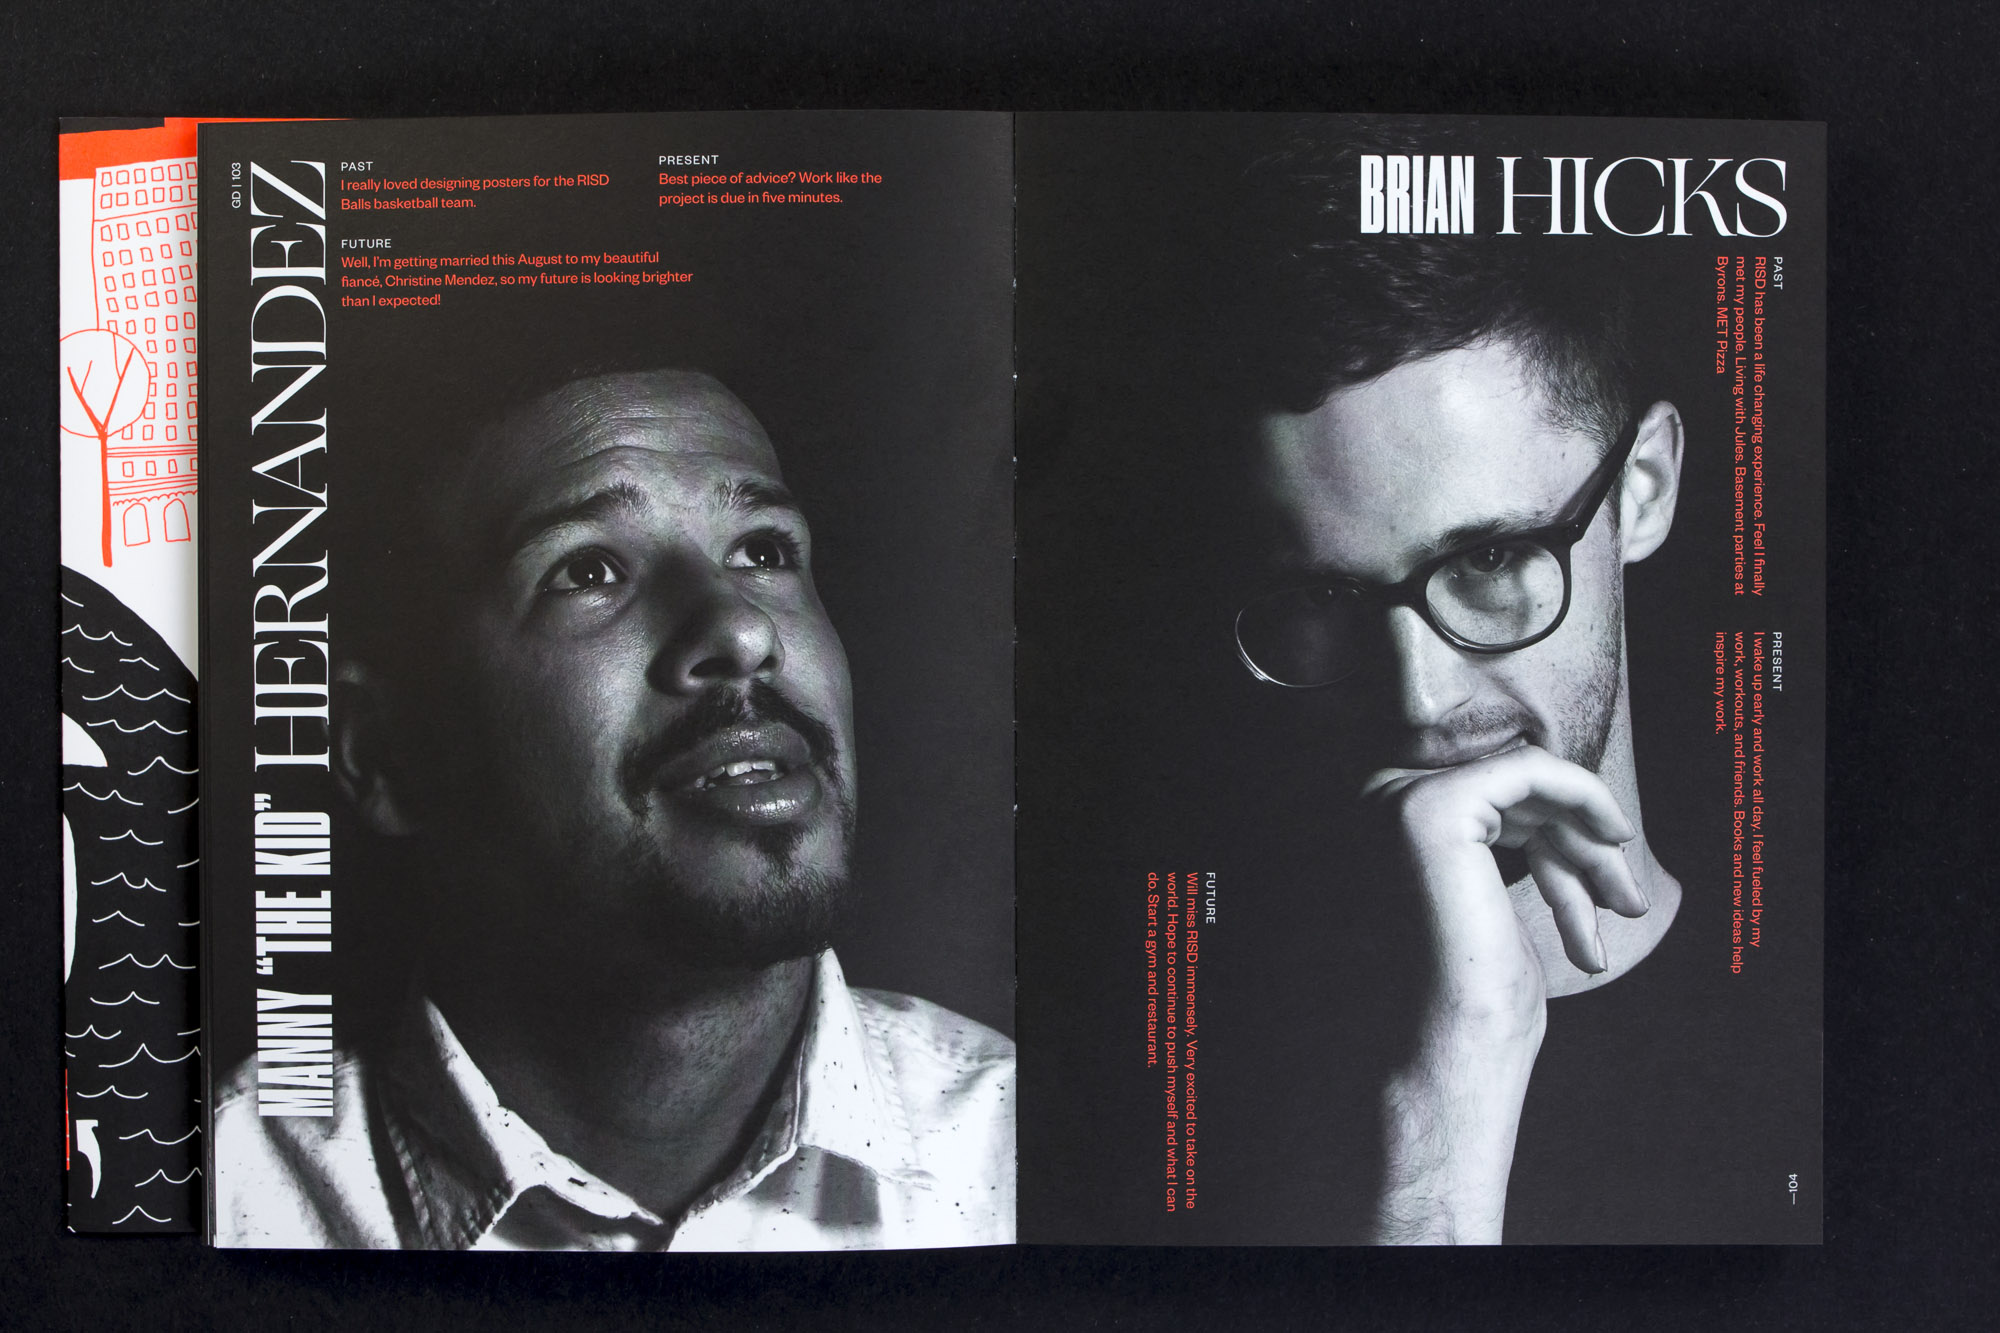 GD | 103
MANNY “THE KID” HERNANDEZ
PAST
I really loved designing posters for the RISD
Balls basketball team.
PRESENT
Best piece of advice? Work like the
project is due in five minutes.
FUTURE
Well, I'm getting married this August to my beautiful
fiancé, Christine Mendez, so my future is looking brighter
than I expected!
BRIAN HICKS
PAST
RISD has been a life changing experience. Feel I finally
met my people. Living with Jules. Basement parties at
Byrons. MET Pizza
PRESENT
I wake up early and work all day. I feel fueled by my
work, workouts, and friends. Books and new ideas help
inspire my work.
FUTURE
Will miss RISD immensely. Very excited to take on the
world. Hope to continue to push myself and what I can
do. Start a gym and restaurant.
—104